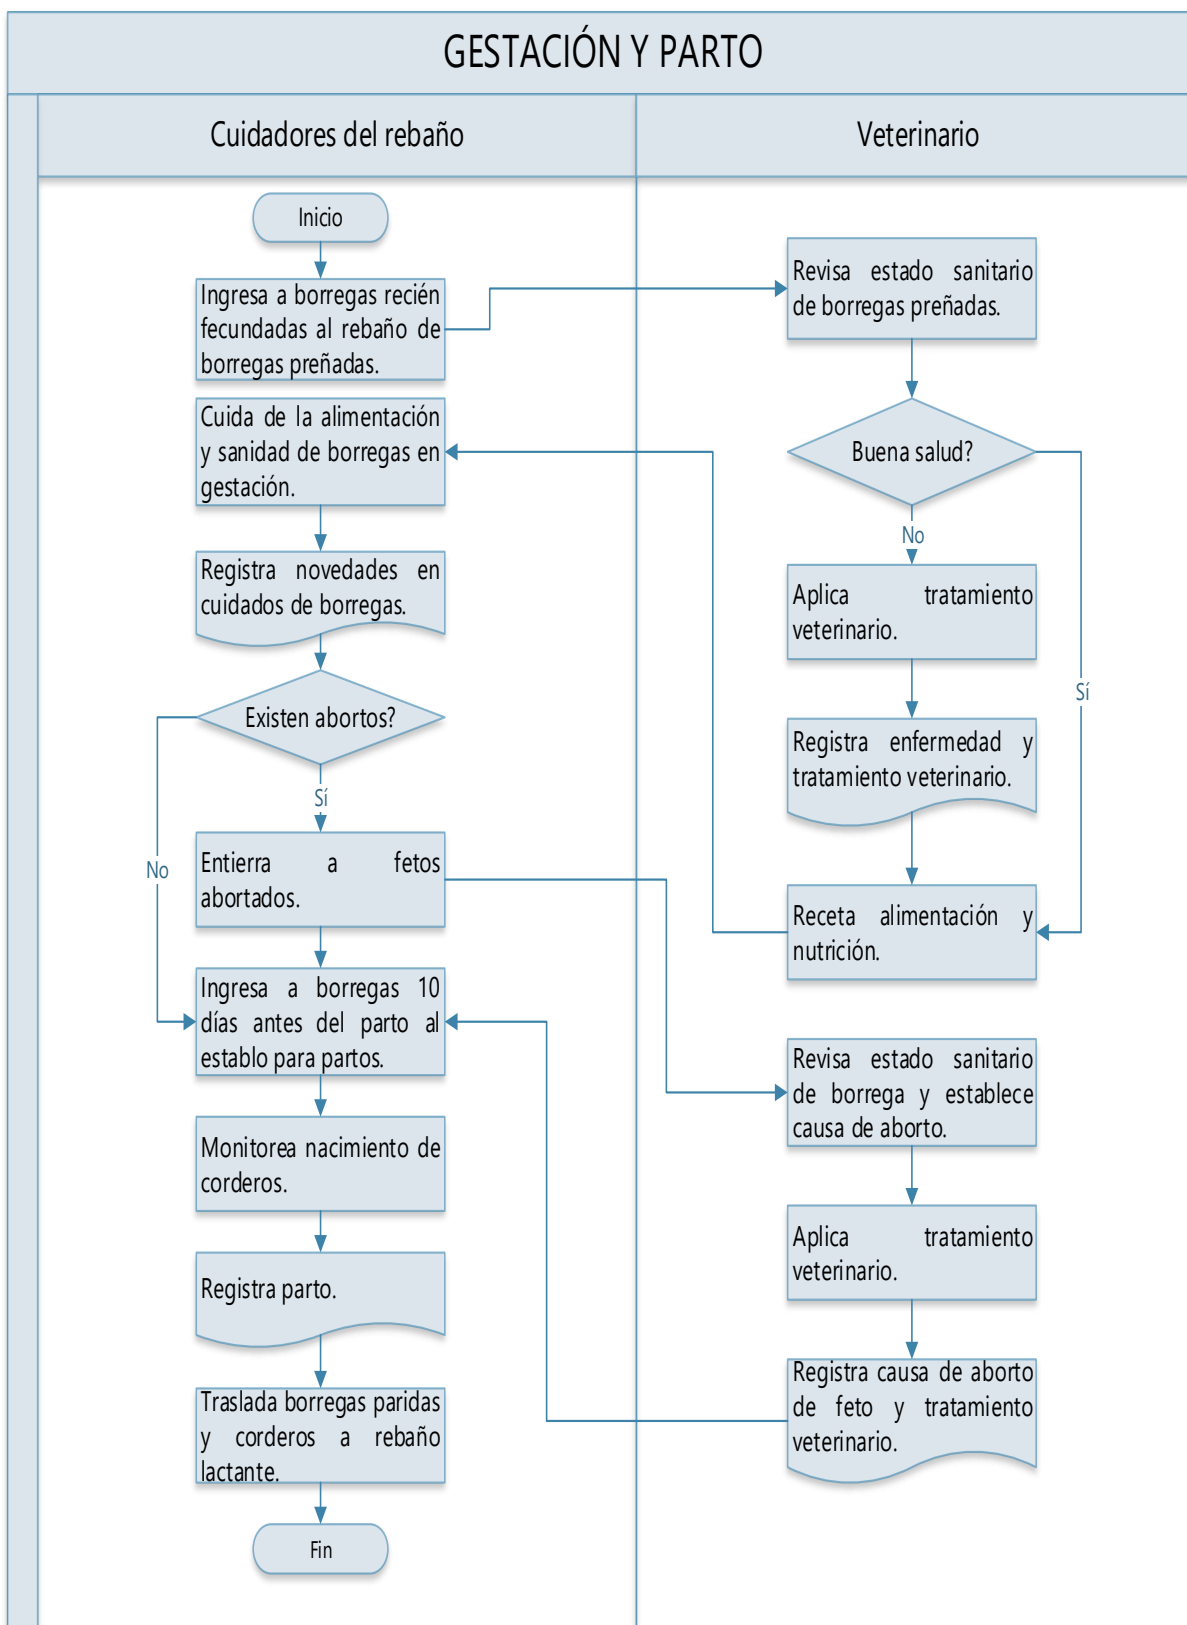 GESTACIÓN Y PARTO
Cuidadores del rebaño
Veterinario
Inicio
Ingresa a borregas recién
fecundadas al rebaño de
borregas preñadas.
Revisa estado sanitario
de borregas preñadas.
Buena salud?
No
Sí
Aplica tratamiento
veterinario.
Registra enfermedad y
tratamiento veterinario.
Receta alimentación y
nutrición.
Cuida de la alimentación
y sanidad de borregas en
gestación.
Registra novedades en
cuidados de borregas.
Existen abortos?
Sí
No
Entierra a fetos
abortados.
Revisa estado sanitario
de borrega y establece
causa de aborto.
Aplica tratamiento
veterinario.
Registra causa de aborto
de feto y tratamiento
veterinario.
Ingresa a borregas 10
días antes del parto al
establo para partos.
Monitorea nacimiento de
corderos.
Registra parto.
Traslada borregas paridas
y corderos a rebaño
lactante.
Fin